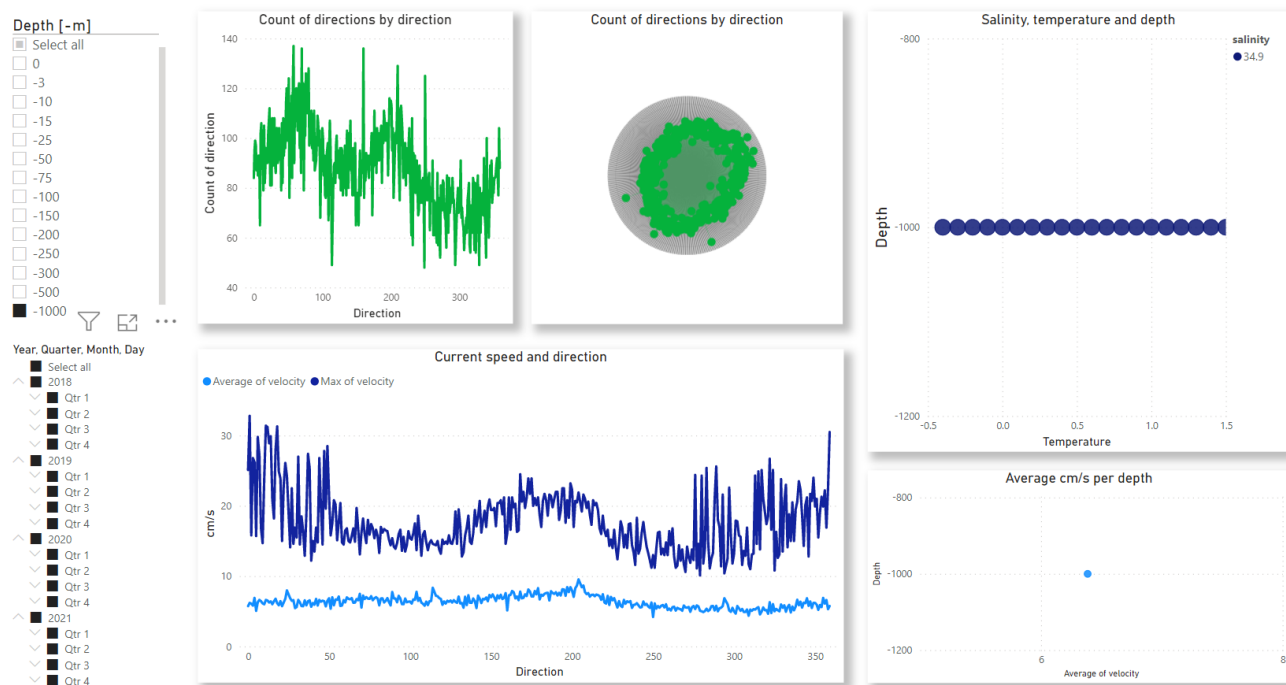 Depth [-m]
Select all
0
-3
-10
-15
-25
-50
-75
-100
-150
-200
-250
-300
-500
-1000
Year, Quarter, Month, Day
Select all
2018
Qtr 1
Qtr 2
Qtr 3
Qtr 4
2019
Qtr 1
Qtr 2
Qtr 3
Qtr 4
2020
Qtr 1
Qtr 2
Qtr 3
Qtr 4
2021
Qtr 1
Qtr 2
Qtr 3
Qtr 4
Count of directions by direction
Count of direction
140
120
100
80
60
40
0 100 200 300
Direction
Count of directions by direction
Current speed and direction
Average of velocity Max of velocity
cm/s
30
20
10
0
0 50 100 150 200 250 300 350
Direction
Salinity, temperature and depth
salinity
34.9
Depth
-800
-1000
-1200
-0.5 0.0 0.5 1.0 1.5
Temperature
Average cm/s per depth
Depth
-800
-1000
-1200
6 8
Average of velocity